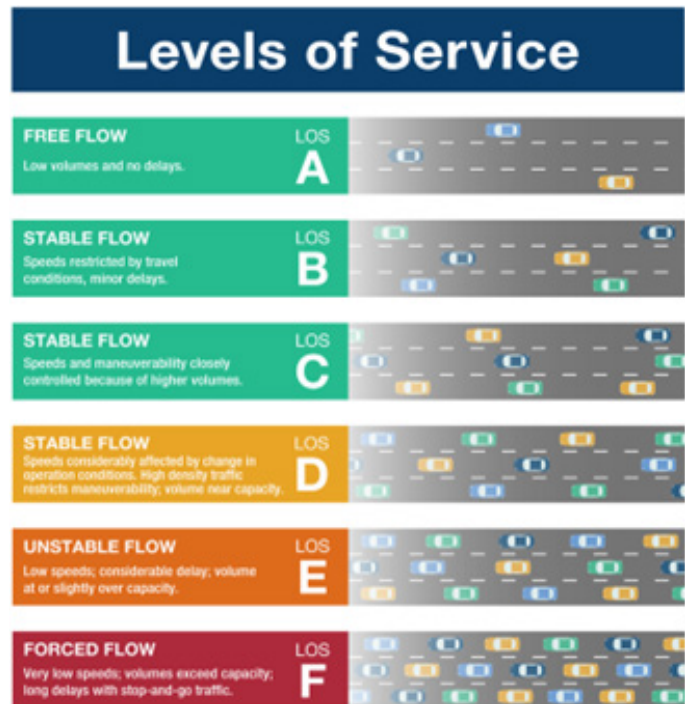 Levels of Service
FREE FLOW
LOS
Low volumes and no delays.
A
STABLE FLOW
LOS
Speeds restricted by travel
conditions, minor delays.
B
STABLE FLOW
LOS
Speeds and maneuverability closely
controlled because of higher volumes.
C
STABLE FLOW
LOS
Speeds considerably affected by change in
operation conditions. High density traffic
restricts maneuverability; volume near capacity.
D
UNSTABLE FLOW
LOS
Low speeds; considerable delay; volume
at or slightly over capacity.
E
FORCED FLOW
LOS
Very low speeds; volumes exceed capacity;
long delays with stop-and-go traffic.
F